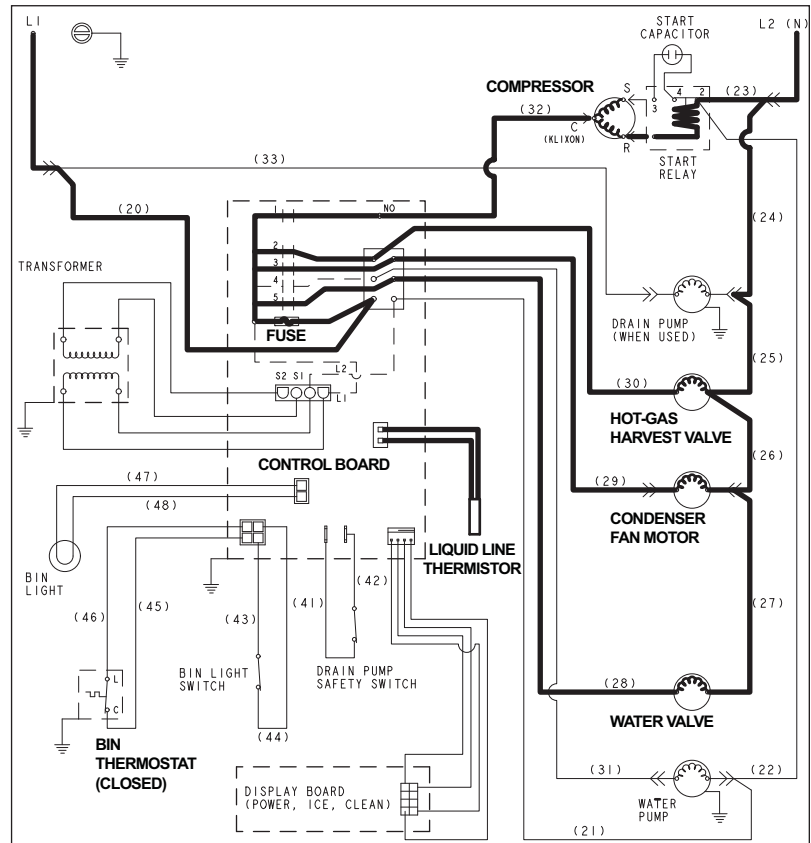 L1
START
CAPACITOR
L2 (N)
COMPRESSOR
S
4
2
(23)
(32)
3
C
(KLIXON)
R
START
RELAY
(33)
(20)
1
NO
(24)
2
3
4
5
TRANSFORMER
FUSE
DRAIN PUMP
(WHEN USED)
L2
(25)
S2 S1
L1
(30)
HOT-GAS
HARVEST VALVE
CONTROL BOARD
(47)
(26)
(48)
(29)
CONDENSER
FAN MOTOR
LIQUID LINE
THERMISTOR
BIN
LIGHT
(46)
(45)
(43)
(41)
(42)
(27)
BIN LIGHT
SWITCH
DRAIN PUMP
SAFETY SWITCH
L
C
(28)
WATER VALVE
(44)
BIN
THERMOSTAT
(CLOSED)
DISPLAY BOARD
(POWER, ICE, CLEAN)
(31)
(22)
WATER
PUMP
(21)